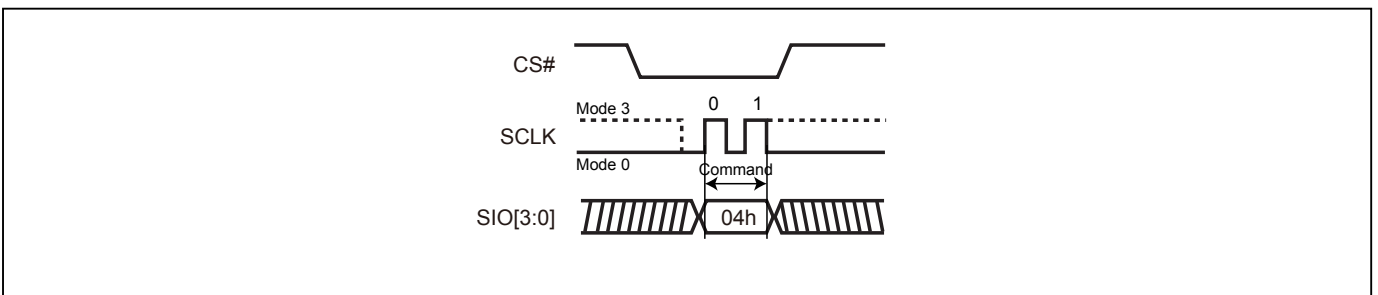 CS#
Mode 3
0 1
SCLK
Mode 0
Command
SIO[3:0]
04h